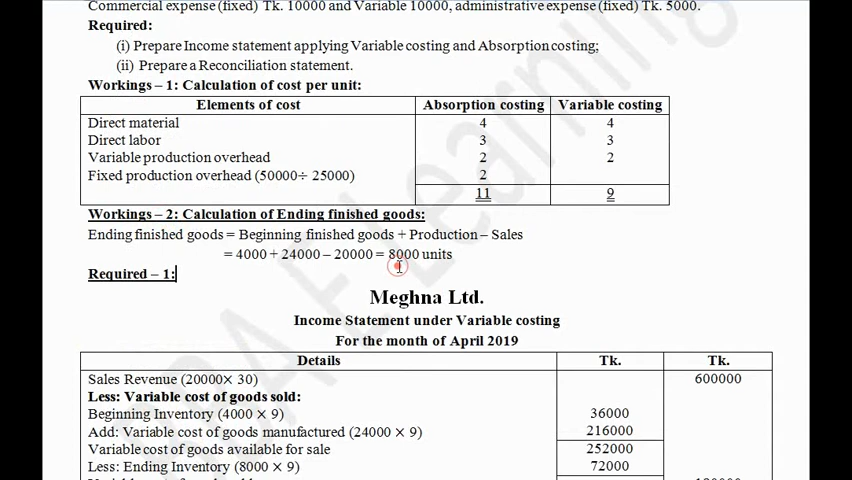 Commercial expense (fixed) Tk. 10000 and Variable 10000, administrative expense (fixed) Tk. 5000.
Required:
(i) Prepare Income statement applying Variable costing and Absorption costing;
(ii) Prepare a Reconciliation statement.
Workings – 1: Calculation of cost per unit:
Elements of cost Absorption costing Variable costing
Direct material 4 4
Direct labor 3 3
Variable production overhead 2 2
Fixed production overhead (50000÷ 25000) 2
11 9
Workings – 2: Calculation of Ending finished goods:
Ending finished goods = Beginning finished goods + Production – Sales
= 4000 + 24000 – 20000 = 8000 units
Required – 1:
Meghna Ltd.
Income Statement under Variable costing
For the month of April 2019
Details Tk. Tk.
Sales Revenue (20000× 30) 600000
Less: Variable cost of goods sold:
Beginning Inventory (4000 × 9) 36000
Add: Variable cost of goods manufactured (24000 × 9) 216000
Variable cost of goods available for sale 252000
Less: Ending Inventory (8000 × 9) 72000